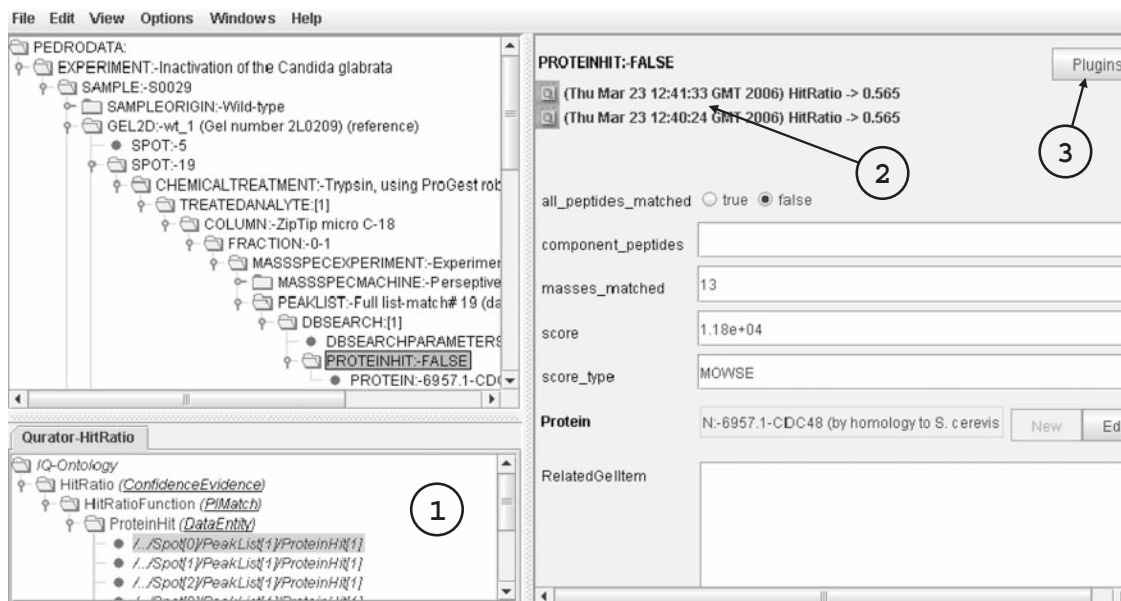 File Edit View Options Windows Help
PEDRODATA:
EXPERIMENT:-Inactivation of the Candida glabrata
SAMPLE:-S0029
SAMPLEORIGIN:-Wild-type
GEL2D:-wt_1 (Gel number 2L0209) (reference)
SPOT:-5
SPOT:-19
CHEMICALTREATMENT:-Trypsin, using ProGest rob
TREATEDANALYTE:[1]
COLUMN:-ZipTip micro C-18
FRACTION:-0-1
MASSSPECEXPERIMENT:-Experimer
MASSSPECMACHINE:-Perseptive
PEAKLIST:-Full list-match# 19 (da
DBSEARCH:[1]
DBSEARCHPARAMETERS
PROTEINHIT:-FALSE
PROTEIN:-6957.1-CD
Qurator-HitRatio
IQ-Ontology
HitRatio (ConfidenceEvidence)
HitRatioFunction (PIMatch)
ProteinHit (DataEntity)
/../Spot[0]/PeakList[1]/ProteinHit[1]
/../Spot[1]/PeakList[1]/ProteinHit[1]
/../Spot[2]/PeakList[1]/ProteinHit[1]
1
PROTEINHIT:-FALSE
Plugins
(Thu Mar 23 12:41:33 GMT 2006) HitRatio -> 0.565
(Thu Mar 23 12:40:24 GMT 2006) HitRatio -> 0.565
2
3
all_peptides_matched true false
component_peptides
masses_matched 13
score 1.18e+04
score_type MOWSE
Protein N:-6957.1-CDC48 (by homology to S. cerevis New Ed
RelatedGelItem